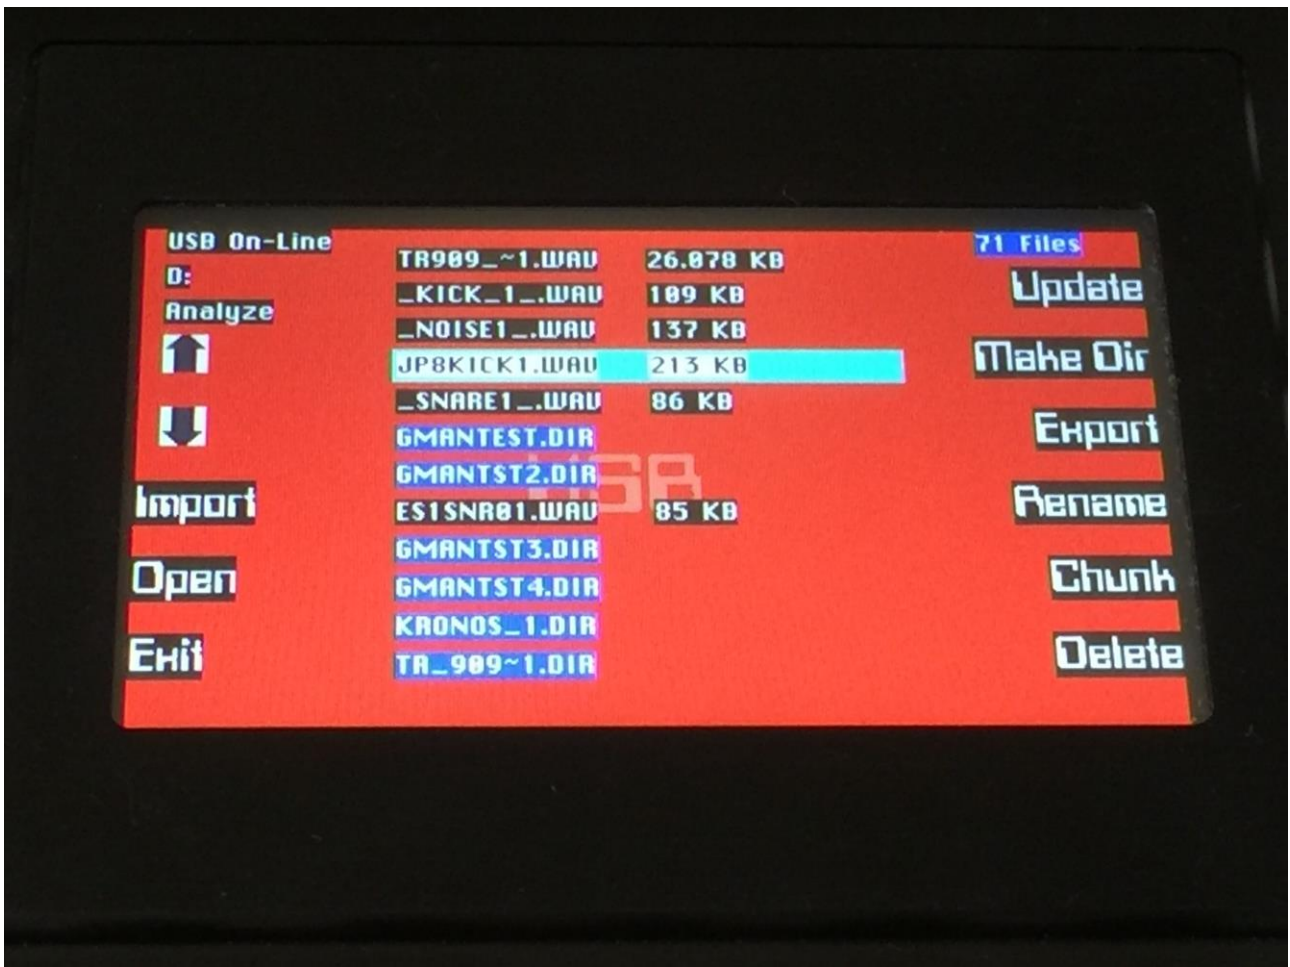 USB On-Line
D:
Analyze
Import
Open
Exit
TR909_~1.WAV 26.078 KB
_KICK_1_.WAV 109 KB
_NOISE1_.WAV 137 KB
JP8KICK1.WAV 213 KB
_SNARE1_.WAV 86 KB
GMANTEST.DIR
GMANTST2.DIR
ES1SNR01.WAV 85 KB
GMANTST3.DIR
GMANTST4.DIR
KRONOS_1.DIR
TR_909~1.DIR
71 Files
Update
Make Dir
Export
Rename
Chunk
Delete